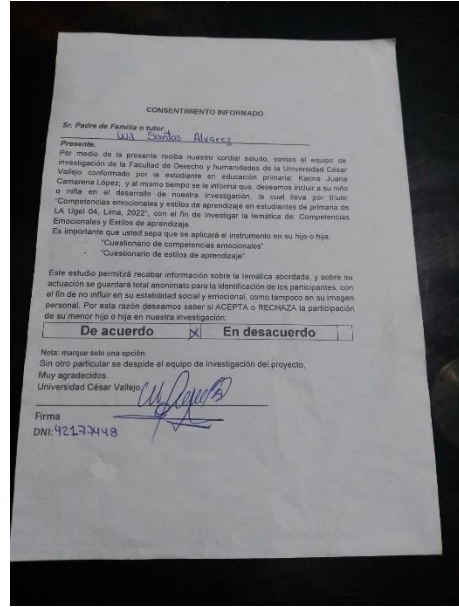 CONSENTIMIENTO INFORMADO
Sr. Padre de Familia o tutor
Santos Alvarez
Presente.
Por medio de la presente reciba nuestro cordial saludo, somos el equipo de
investigación de la Facultad de Derecho y humanidades de la Universidad César
Vallejo conformado por la estudiante en educación primaria: Karina Juana
Camarena López; y al mismo tiempo se le informa que, deseamos incluir a su niño
o niña en el desarrollo de nuestra investigación, la cual lleva por título:
"Competencias emocionales y estilos de aprendizaje en estudiantes de primaria de
LA Ugel 04, Lima, 2022", con el fin de investigar la temática de: Competencias
Emocionales y Estilos de aprendizaje.
Es importante que usted sepa que se aplicará el instrumento en su hijo o hija:
- "Cuestionario de competencias emocionales"
- "Cuestionario de estilos de aprendizaje"
Este estudio permitirá recabar información sobre la temática abordada, y sobre su
actuación se guardará total anonimato para la identificación de los participantes, con
el fin de no influir en su estabilidad social y emocional, como tampoco en su imagen
personal. Por esta razón deseamos saber si ACEPTA o RECHAZA la participación
de su menor hijo o hija en nuestra investigación:
De acuerdo X En desacuerdo
Nota: marque solo una opción.
Sin otro particular se despide el equipo de investigación del proyecto,
Muy agradecidos.
Universidad César Vallejo
Firma
DNI: 42177448